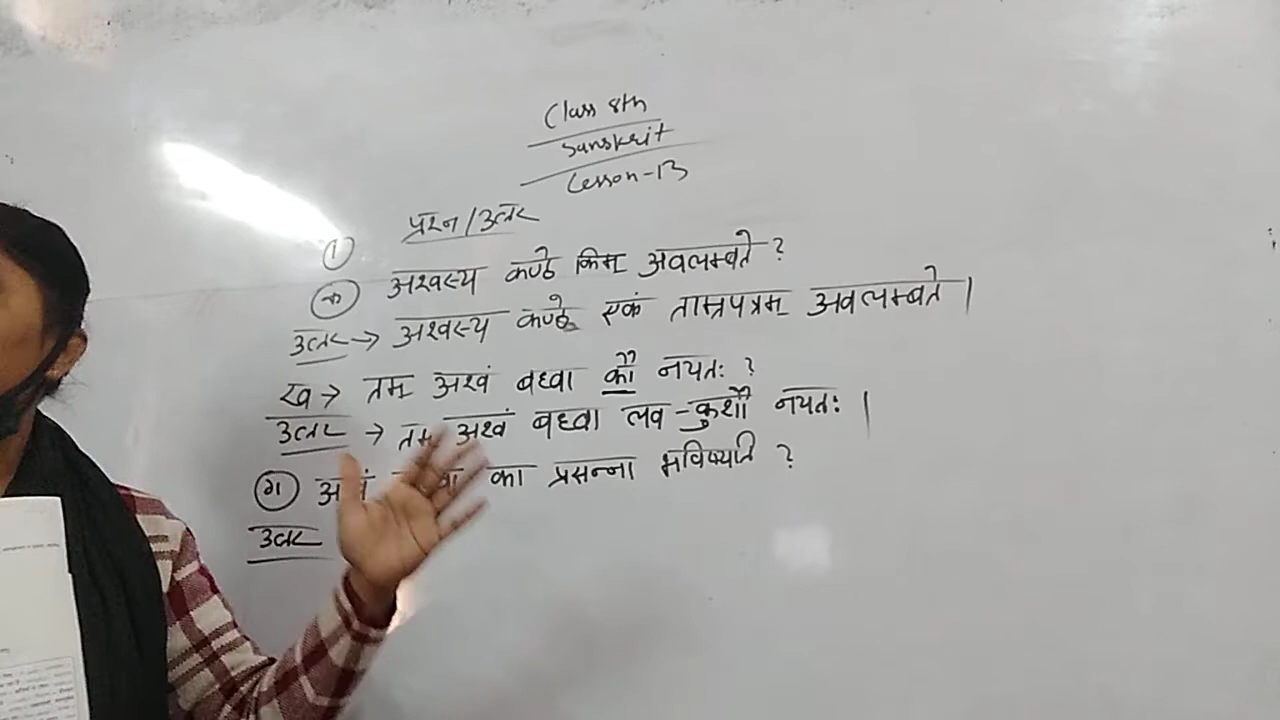 Class 8th
Sanskrit
Lesson-13
प्रश्न/उत्तर
①
क अश्वस्य कण्ठे किम् अवलम्बते ?
उत्तर → अश्वस्य कण्ठे एकं ताम्रपत्रम् अवलम्बते ।
ख → तम् अश्वं बध्वा कौ नयतः ?
उत्तर → तम् अश्वं बध्वा लव - कुशौ नयतः ।
ग का प्रसन्ना भविष्यति ?
उत्तर